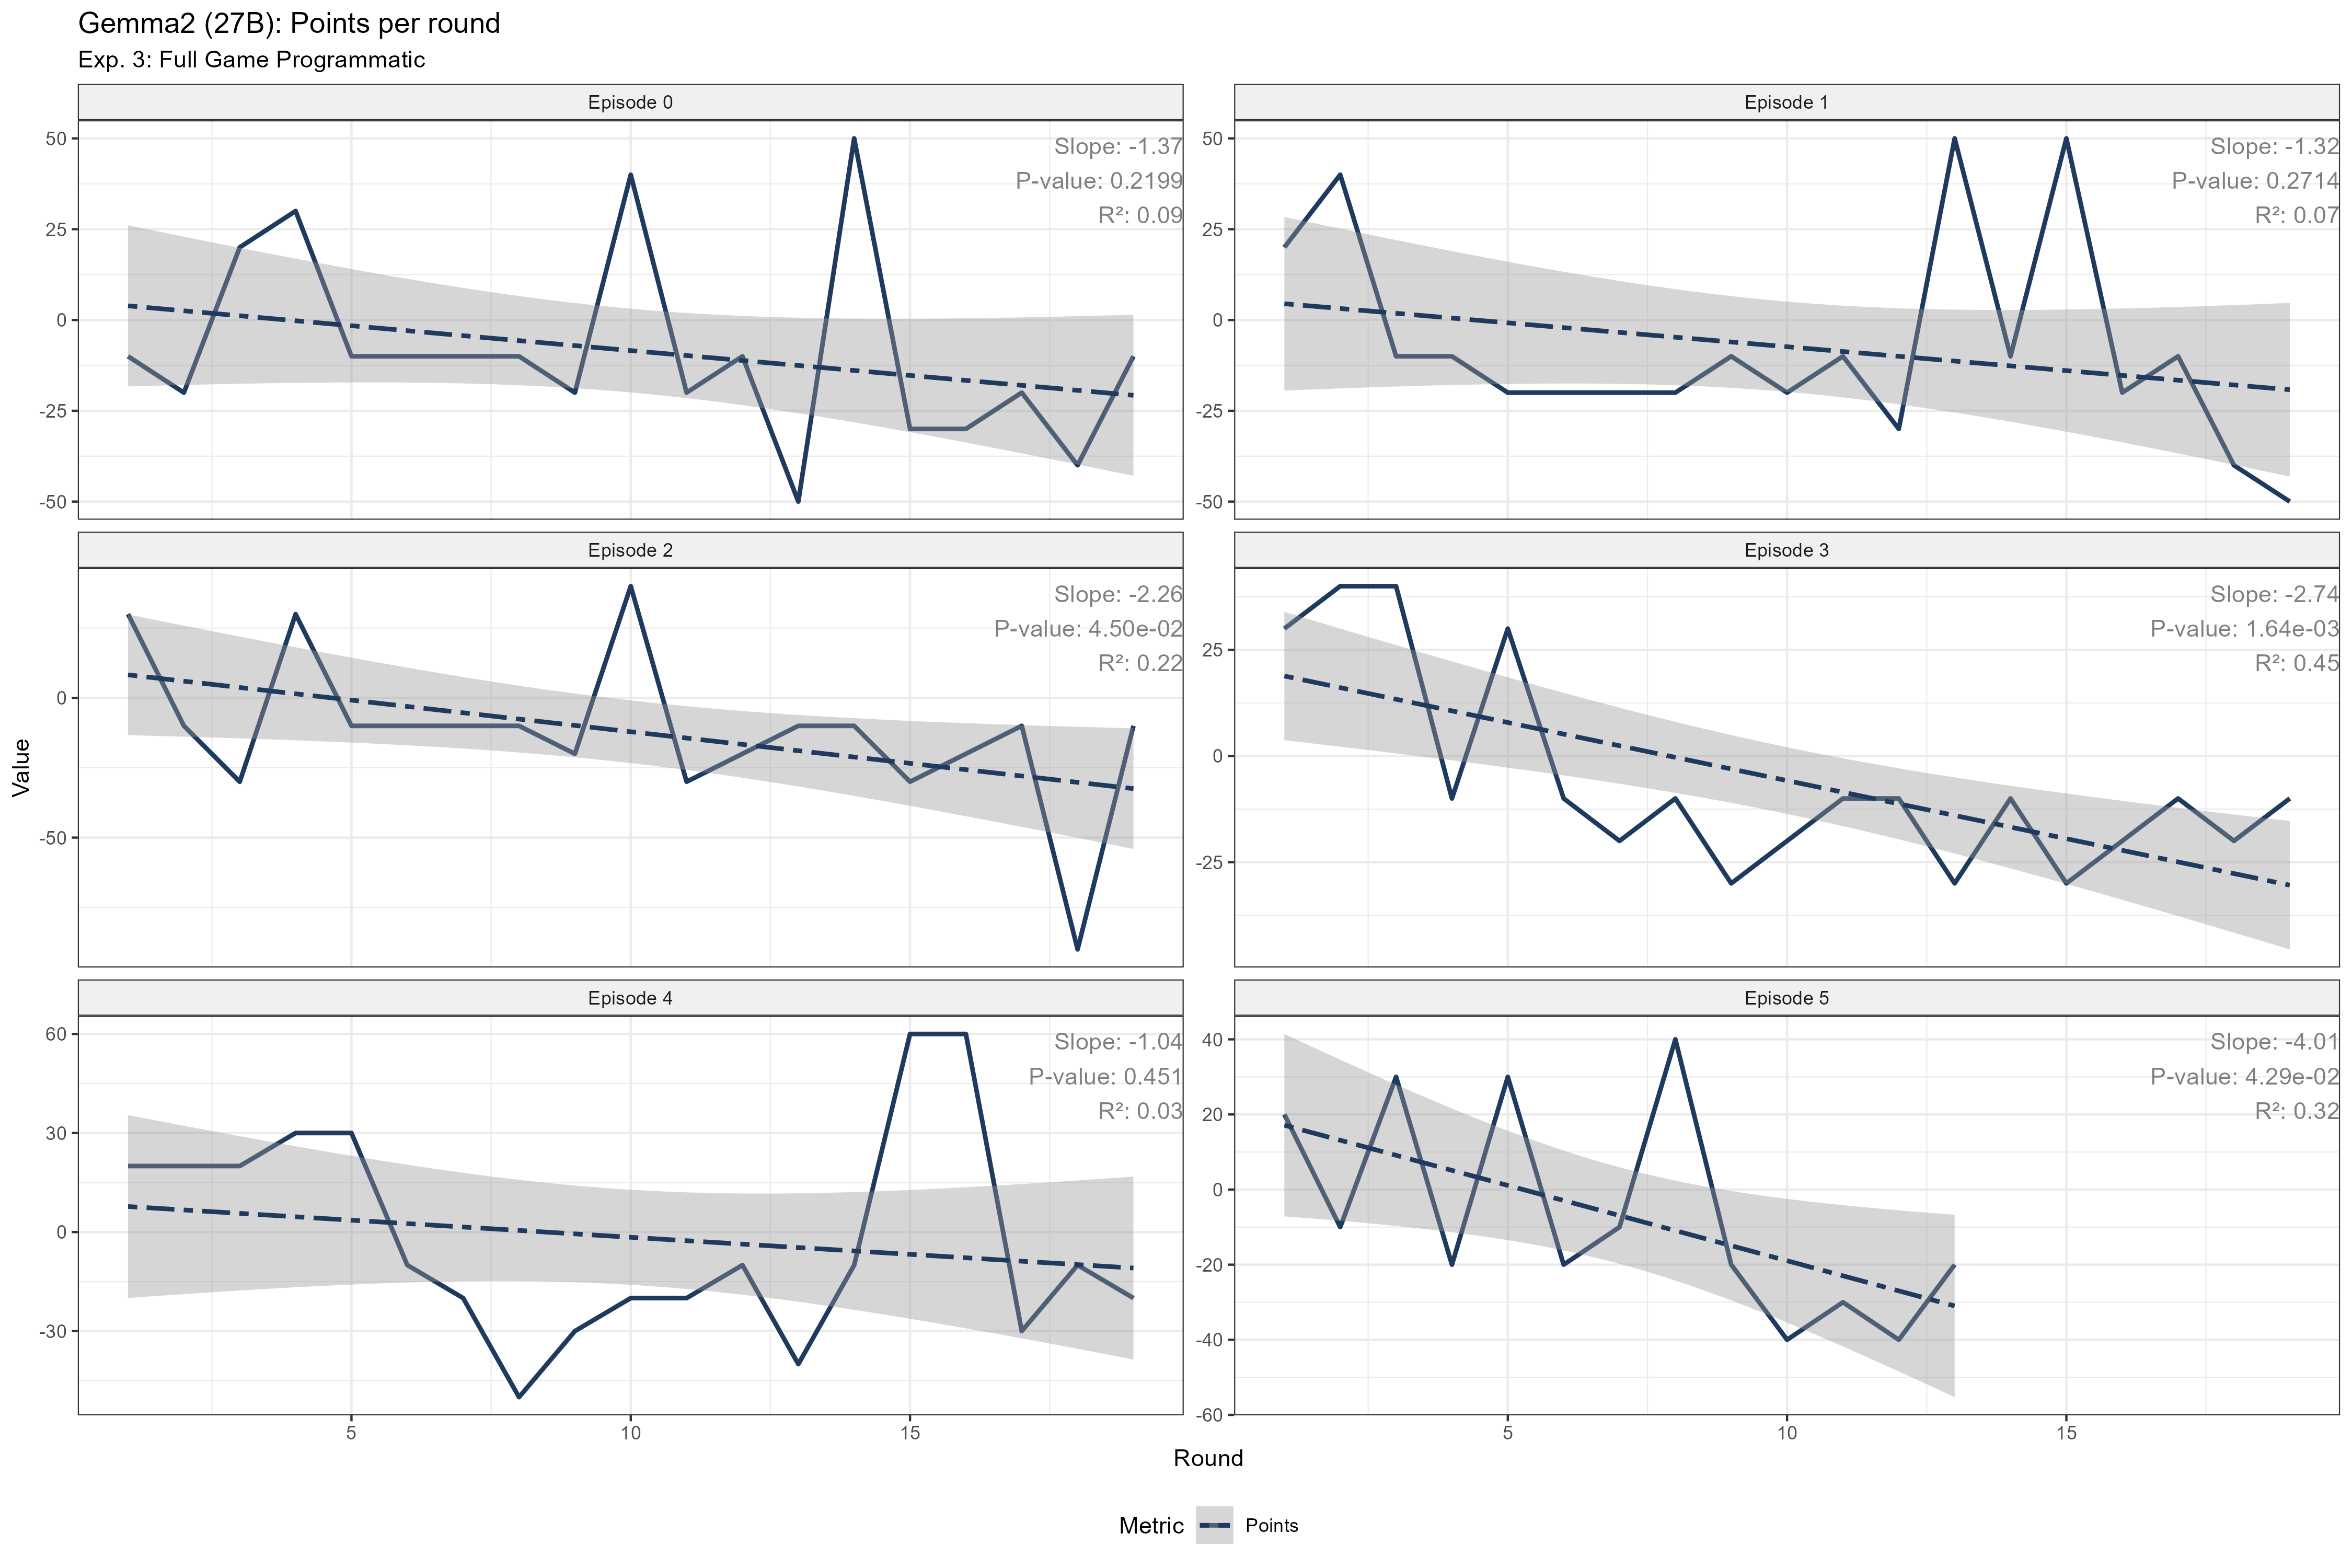 Gemma2 (27B): Points per round
Exp. 3: Full Game Programmatic
Episode 0
Slope: -1.37
P-value: 0.2199
R²: 0.09
50
25
0
-25
-50
Episode 1
Slope: -1.32
P-value: 0.2714
R²: 0.07
50
25
0
-25
-50
Episode 2
Slope: -2.26
P-value: 4.50e-02
R²: 0.22
0
-50
Episode 3
Slope: -2.74
P-value: 1.64e-03
R²: 0.45
25
0
-25
Episode 4
Slope: -1.04
P-value: 0.451
R²: 0.03
60
30
0
-30
5 10 15
Episode 5
Slope: -4.01
P-value: 4.29e-02
R²: 0.32
40
20
0
-20
-40
-60
5 10 15
Value
Round
Metric Points